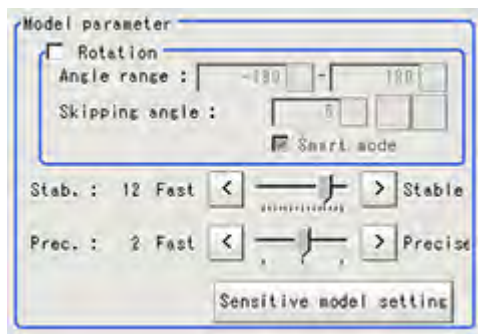 Model parameter
Rotation
Angle range : -180 - 180
Skipping angle : 5
Smart mode
Stab. : 12 Fast < > Stable
Prec. : 2 Fast < > Precise
Sensitive model setting